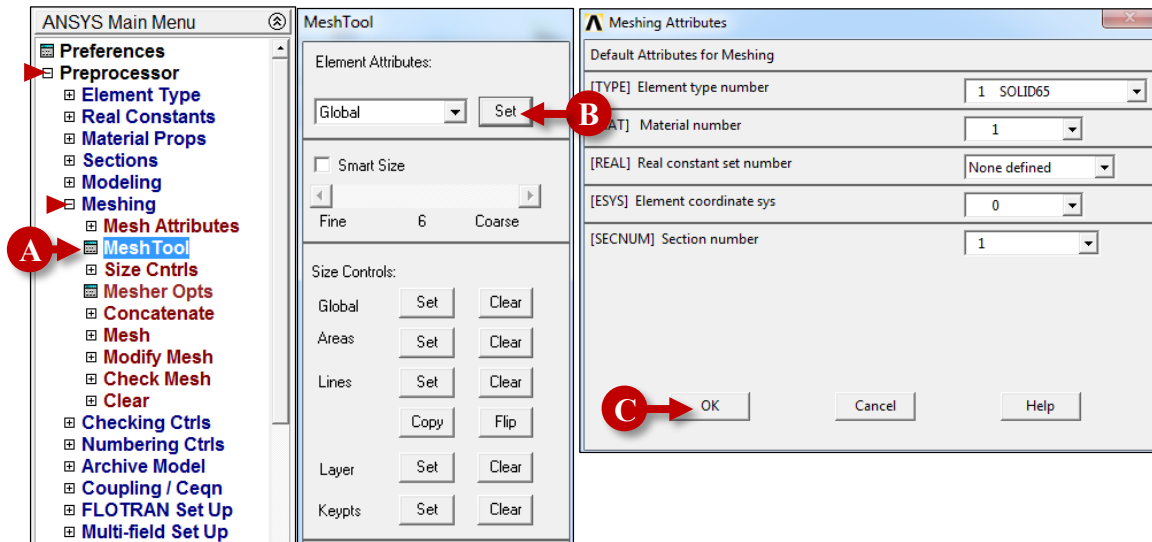 ANSYS Main Menu
Preferences
Preprocessor
Element Type
Real Constants
Material Props
Sections
Modeling
Meshing
Mesh Attributes
A
MeshTool
Size Cntrls
Mesher Opts
Concatenate
Mesh
Modify Mesh
Check Mesh
Clear
Checking Ctrls
Numbering Ctrls
Archive Model
Coupling / Ceqn
FLOTRAN Set Up
Multi-field Set Up
MeshTool
Element Attributes:
Global Set
B
Smart Size
Fine 6 Coarse
Size Controls:
Global Set Clear
Areas Set Clear
Lines Set Clear
Copy Flip
Layer Set Clear
Keypts Set Clear
Meshing Attributes
Default Attributes for Meshing
[TYPE] Element type number 1 SOLID65
AT] Material number 1
[REAL] Real constant set number None defined
[ESYS] Element coordinate sys 0
[SECNUM] Section number 1
C
OK Cancel Help